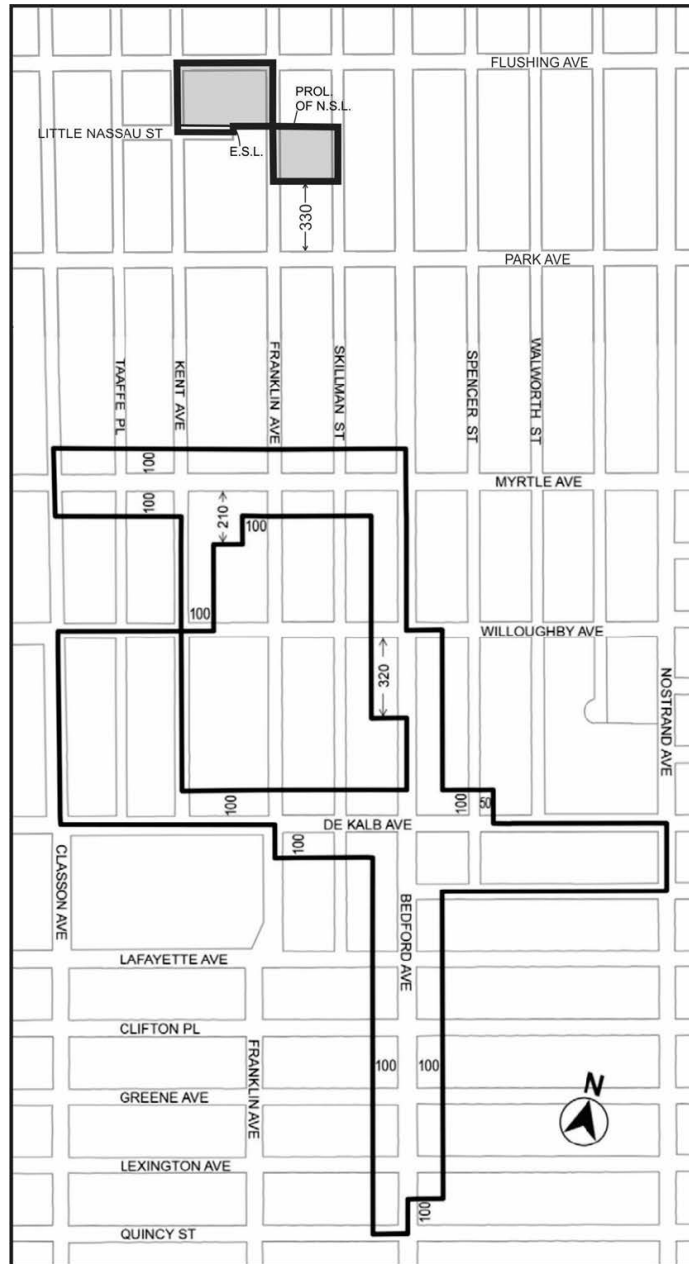 FLUSHING AVE
PROL.
OF N.S.L.
LITTLE NASSAU ST
E.S.L.
330
PARK AVE
TAAFFE PL
KENT AVE
FRANKLIN AVE
SKILLMAN ST
SPENCER ST
WALWORTH ST
100
MYRTLE AVE
100
210
100
100
WILLOUGHBY AVE
320
NOSTRAND AVE
100
100
50
DE KALB AVE
100
CLASSON AVE
BEDFORD AVE
LAFAYETTE AVE
CLIFTON PL
FRANKLIN AVE
100
100
N
GREENE AVE
LEXINGTON AVE
100
QUINCY ST